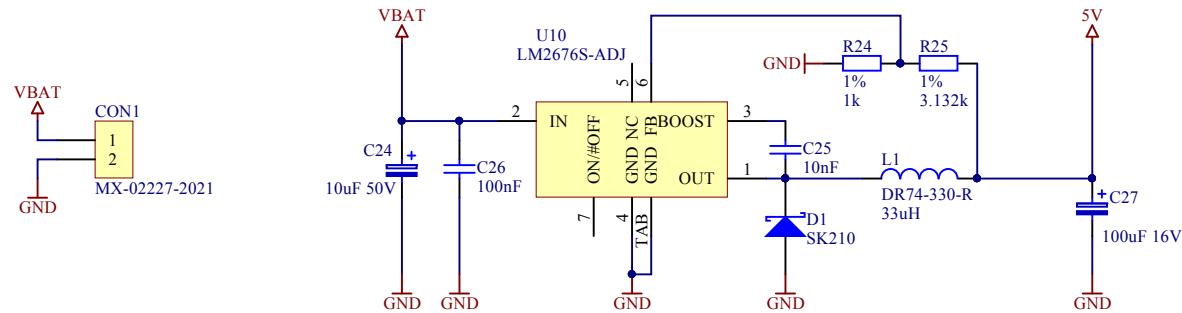 VBAT
CON1
1
2
MX-02227-2021
GND
VBAT
C24
+
10uF 50V
GND
C26
100nF
GND
U10
LM2676S-ADJ
5
6
2
IN
ON/#OFF
GND NC
GND FB
BOOST
OUT
3
1
7
4
TAB
GND
C25
10nF
D1
SK210
GND
GND
R24
1%
1k
R25
1%
3.132k
L1
DR74-330-R
33uH
5V
+
C27
100uF 16V
GND